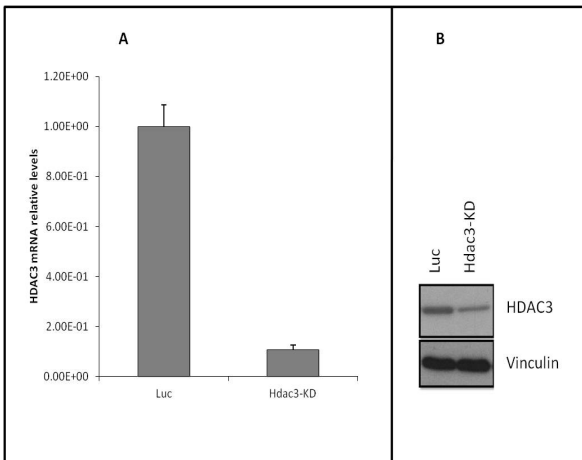 A
HDAC3 mRNA relative levels
1.20E+00
1.00E+00
8.00E-01
6.00E-01
4.00E-01
2.00E-01
0.00E+00
Luc
Hdac3-KD
B
Luc
Hdac3-KD
HDAC3
Vinculin